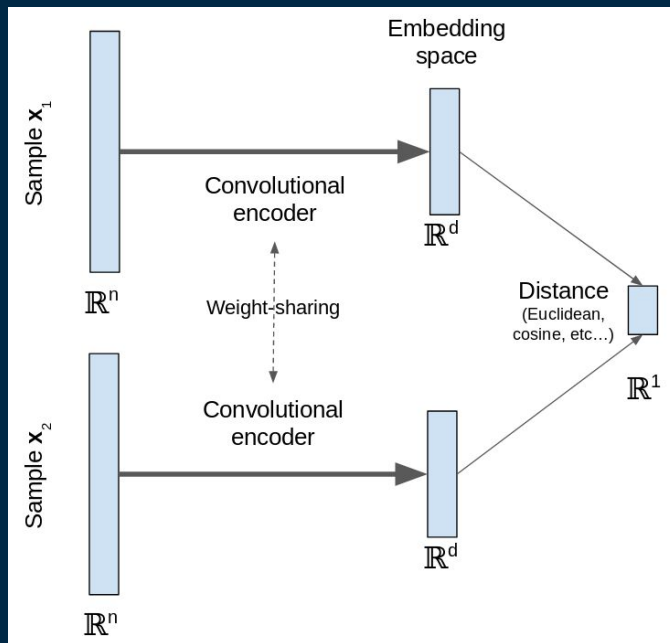 Embedding
space
Sample x₁
Convolutional
encoder
ℝᵈ
ℝⁿ
Weight-sharing
Distance
(Euclidean,
cosine, etc…)
ℝ¹
Convolutional
encoder
Sample x₂
ℝᵈ
ℝⁿ